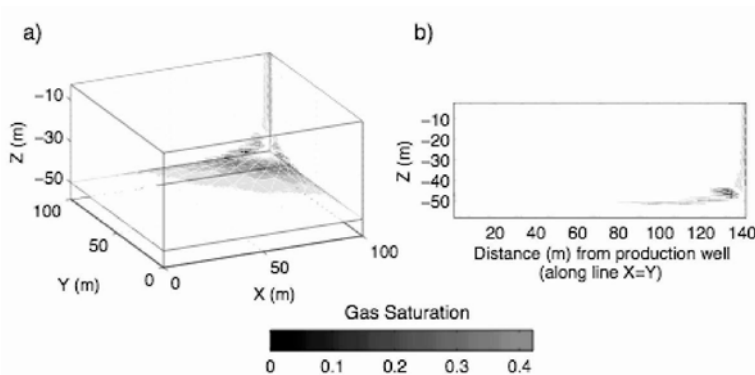 a)
−10
−30
−50
Z (m)
100
50
0
Y (m)
0
50
100
X (m)
b)
−10
−20
−30
−40
−50
Z (m)
20 40 60 80 100 120 140
Distance (m) from production well
(along line X=Y)
Gas Saturation
0 0.1 0.2 0.3 0.4